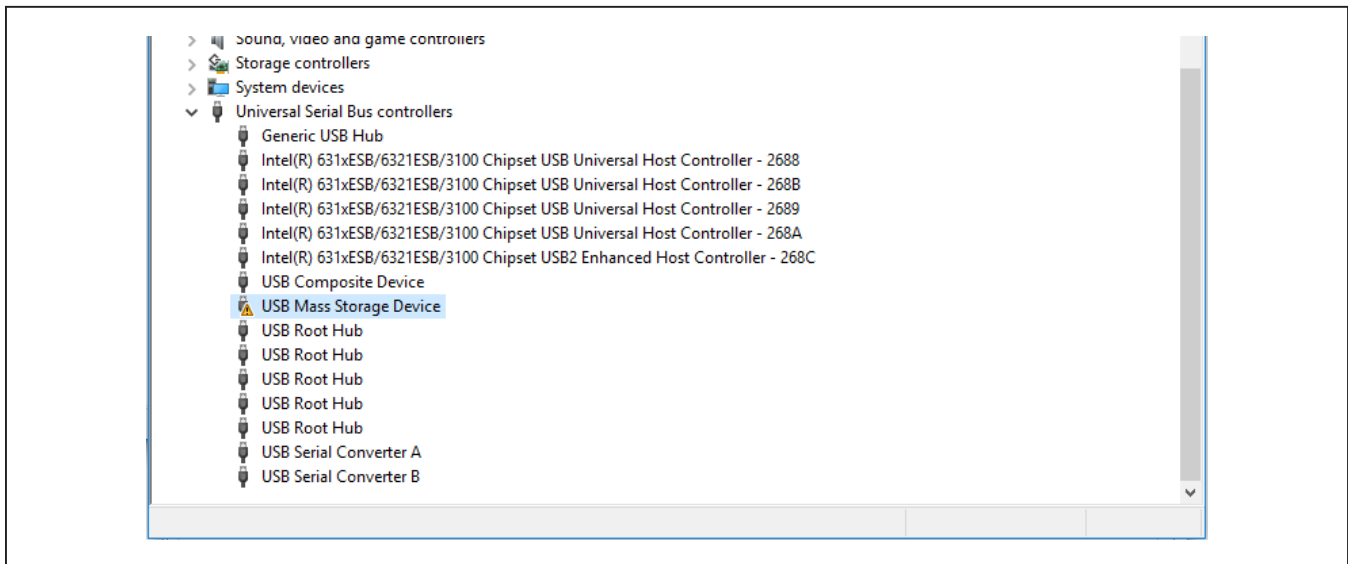 Sound, video and game controllers
Storage controllers
System devices
Universal Serial Bus controllers
Generic USB Hub
Intel(R) 631xESB/6321ESB/3100 Chipset USB Universal Host Controller - 2688
Intel(R) 631xESB/6321ESB/3100 Chipset USB Universal Host Controller - 268B
Intel(R) 631xESB/6321ESB/3100 Chipset USB Universal Host Controller - 2689
Intel(R) 631xESB/6321ESB/3100 Chipset USB Universal Host Controller - 268A
Intel(R) 631xESB/6321ESB/3100 Chipset USB2 Enhanced Host Controller - 268C
USB Composite Device
USB Mass Storage Device
USB Root Hub
USB Root Hub
USB Root Hub
USB Root Hub
USB Root Hub
USB Serial Converter A
USB Serial Converter B